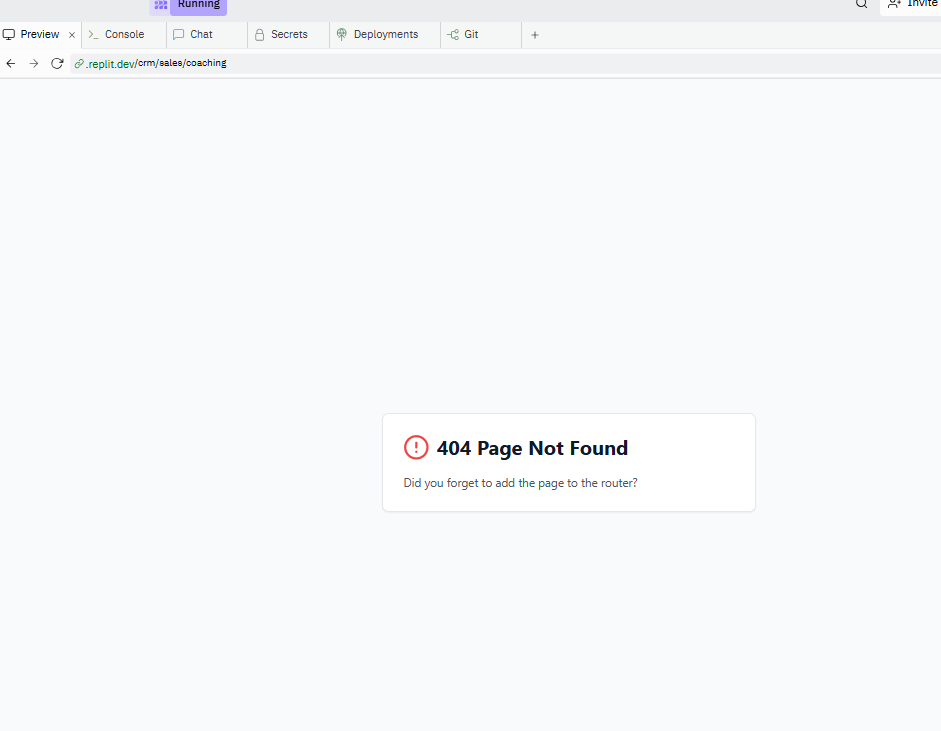 Running
Invite
Preview Console Chat Secrets Deployments Git
.replit.dev/crm/sales/coaching
404 Page Not Found
Did you forget to add the page to the router?